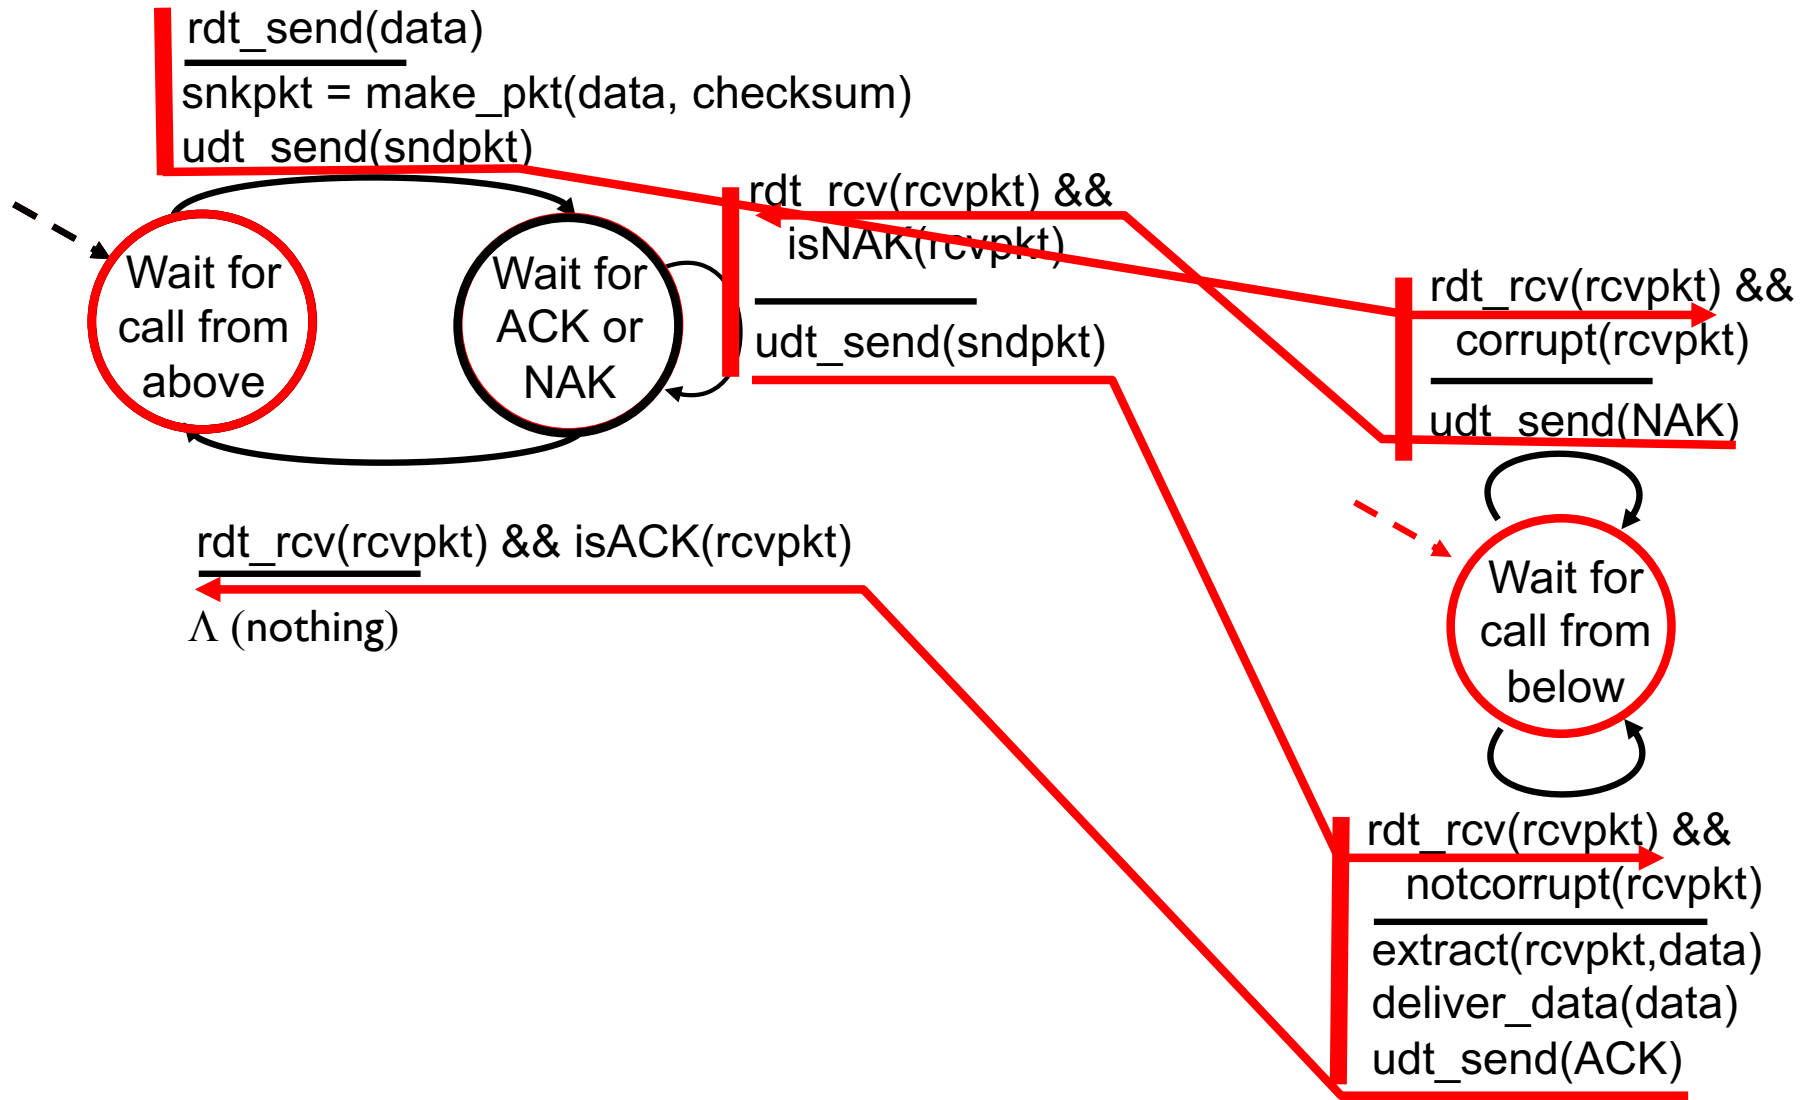 rdt_send(data)
snkpkt = make_pkt(data, checksum)
udt_send(sndpkt)
Wait for
call from
above
Wait for
ACK or
NAK
rdt_rcv(rcvpkt) &&
isNAK(rcvpkt)
udt_send(sndpkt)
rdt_rcv(rcvpkt) && isACK(rcvpkt)
Λ (nothing)
rdt_rcv(rcvpkt) &&
corrupt(rcvpkt)
udt_send(NAK)
Wait for
call from
below
rdt_rcv(rcvpkt) &&
notcorrupt(rcvpkt)
extract(rcvpkt,data)
deliver_data(data)
udt_send(ACK)